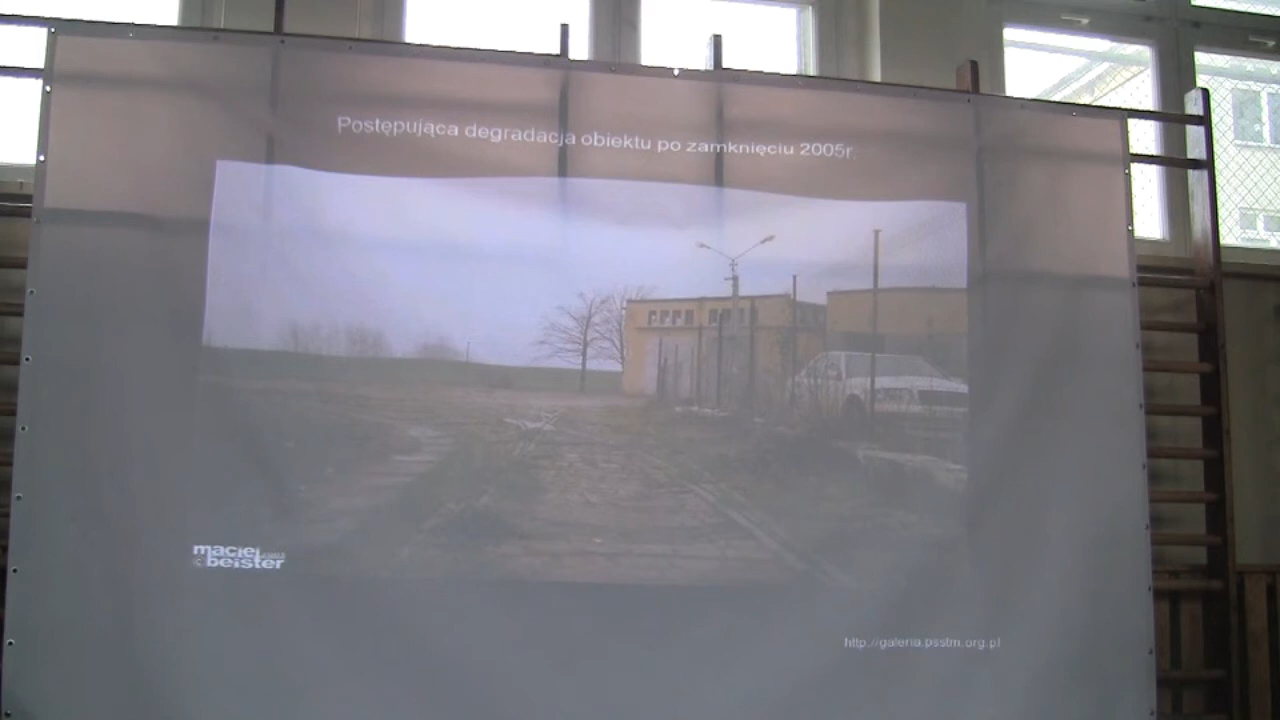 Postępująca degradacja obiektu po zamknięciu 2005r.
maciej
beister
http://galeria.psstm.org.pl